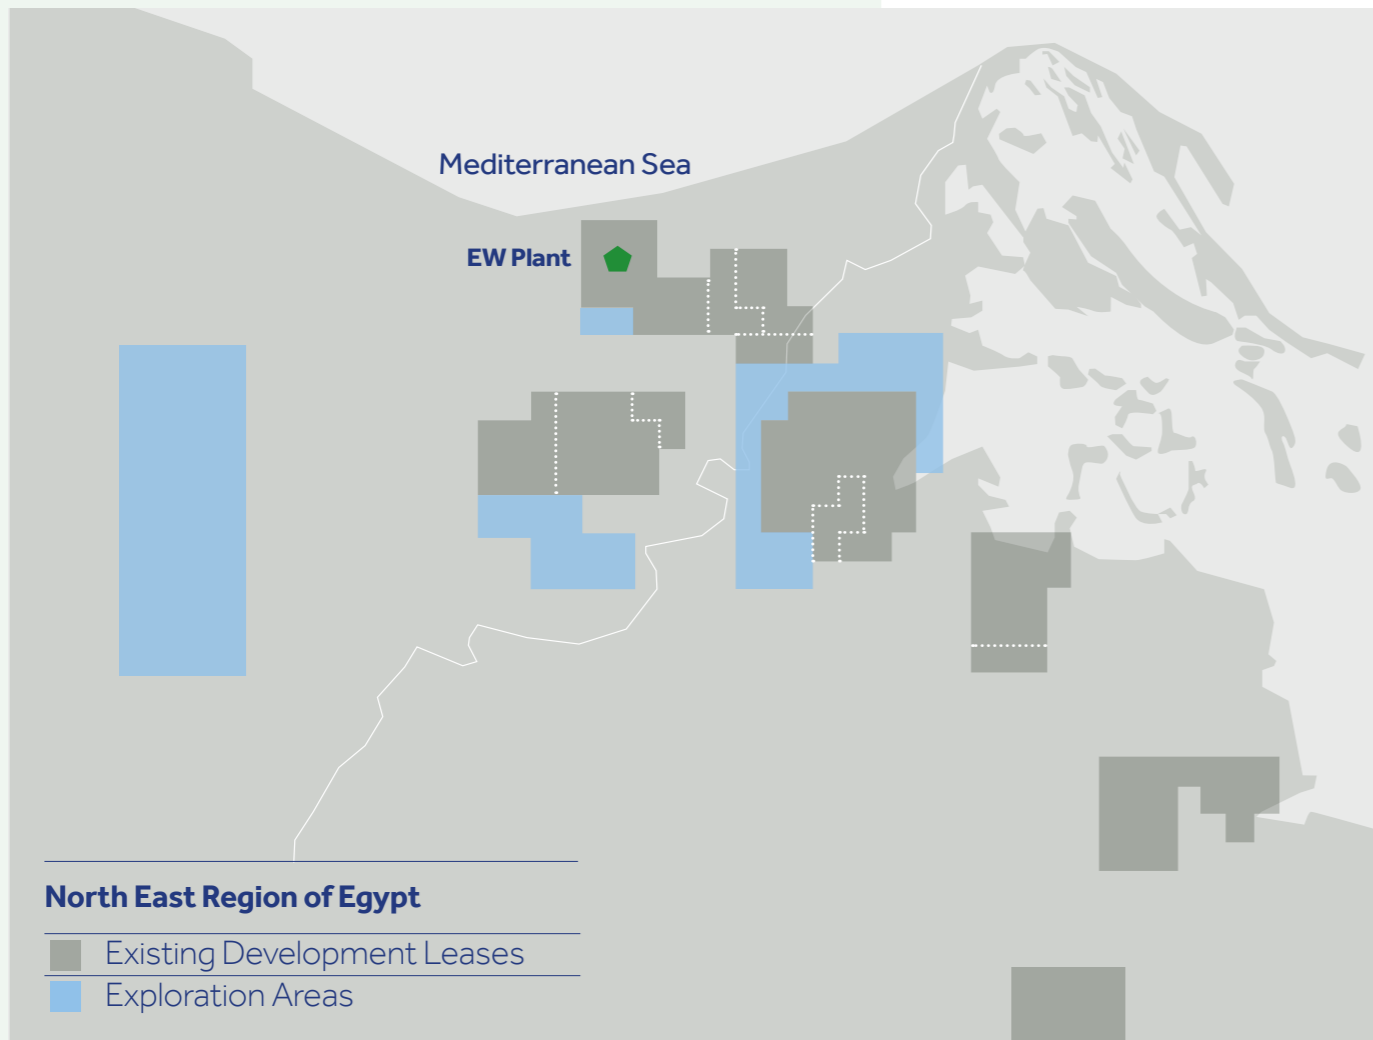 Mediterranean Sea
EW Plant
North East Region of Egypt
Existing Development Leases
Exploration Areas